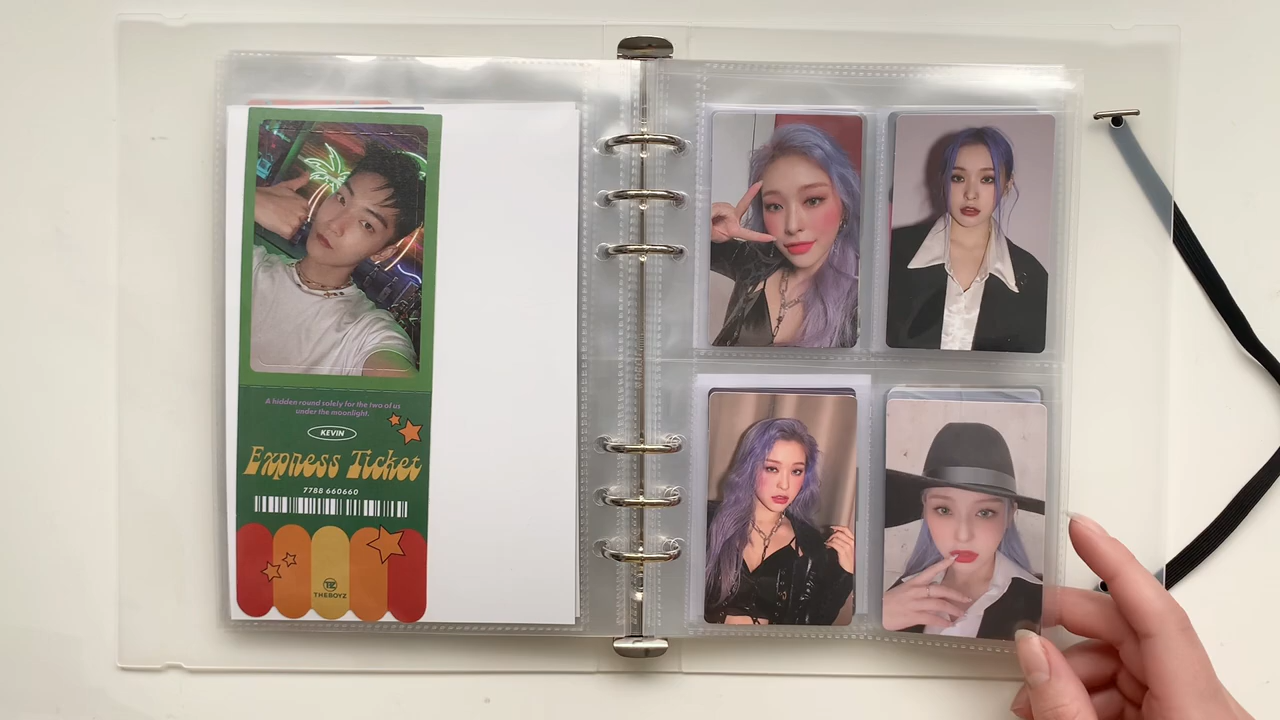 A hidden round solely for the two of us
under the moonlight.
KEVIN
Express Ticket
7788 660660
THEBOYZ